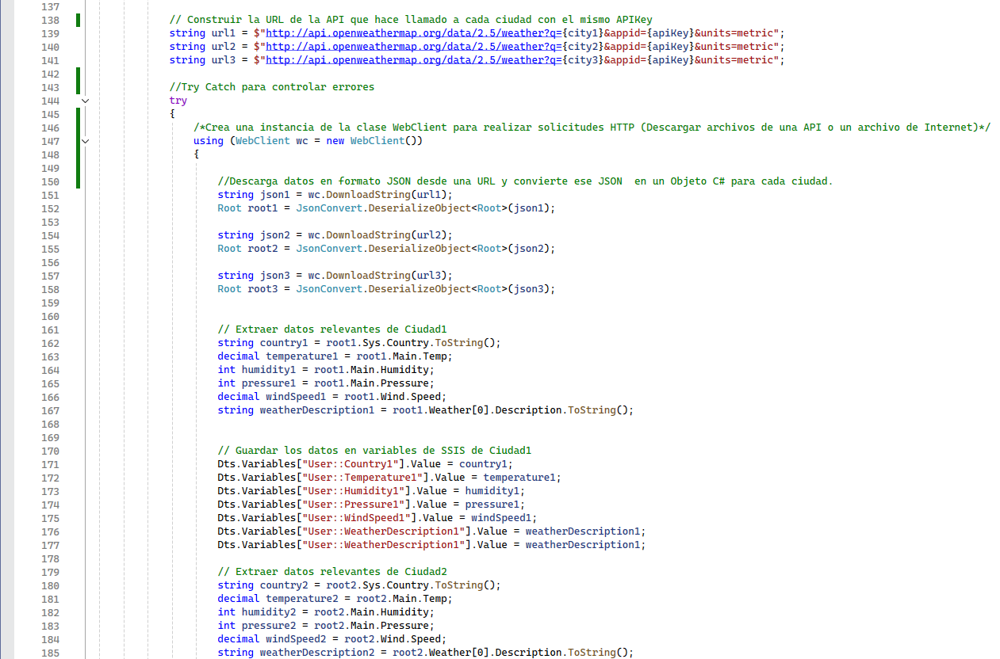 137
138 // Construir la URL de la API que hace llamado a cada ciudad con el mismo APIKey
139 string url1 = $"http://api.openweathermap.org/data/2.5/weather?q={city1}&appid={apiKey}&units=metric";
140 string url2 = $"http://api.openweathermap.org/data/2.5/weather?q={city2}&appid={apiKey}&units=metric";
141 string url3 = $"http://api.openweathermap.org/data/2.5/weather?q={city3}&appid={apiKey}&units=metric";
142
143 //Try Catch para controlar errores
144 try
145 {
146 /*Crea una instancia de la clase WebClient para realizar solicitudes HTTP (Descargar archivos de una API o un archivo de Internet)*/
147 using (WebClient wc = new WebClient())
148 {
149
150 //Descarga datos en formato JSON desde una URL y convierte ese JSON  en un Objeto C# para cada ciudad.
151 string json1 = wc.DownloadString(url1);
152 Root root1 = JsonConvert.DeserializeObject<Root>(json1);
153
154 string json2 = wc.DownloadString(url2);
155 Root root2 = JsonConvert.DeserializeObject<Root>(json2);
156
157 string json3 = wc.DownloadString(url3);
158 Root root3 = JsonConvert.DeserializeObject<Root>(json3);
159
160
161 // Extraer datos relevantes de Ciudad1
162 string country1 = root1.Sys.Country.ToString();
163 decimal temperature1 = root1.Main.Temp;
164 int humidity1 = root1.Main.Humidity;
165 int pressure1 = root1.Main.Pressure;
166 decimal windSpeed1 = root1.Wind.Speed;
167 string weatherDescription1 = root1.Weather[0].Description.ToString();
168
169
170 // Guardar los datos en variables de SSIS de Ciudad1
171 Dts.Variables["User::Country1"].Value = country1;
172 Dts.Variables["User::Temperature1"].Value = temperature1;
173 Dts.Variables["User::Humidity1"].Value = humidity1;
174 Dts.Variables["User::Pressure1"].Value = pressure1;
175 Dts.Variables["User::WindSpeed1"].Value = windSpeed1;
176 Dts.Variables["User::WeatherDescription1"].Value = weatherDescription1;
177 Dts.Variables["User::WeatherDescription1"].Value = weatherDescription1;
178
179 // Extraer datos relevantes de Ciudad2
180 string country2 = root2.Sys.Country.ToString();
181 decimal temperature2 = root2.Main.Temp;
182 int humidity2 = root2.Main.Humidity;
183 int pressure2 = root2.Main.Pressure;
184 decimal windSpeed2 = root2.Wind.Speed;
185 string weatherDescription2 = root2.Weather[0].Description.ToString();